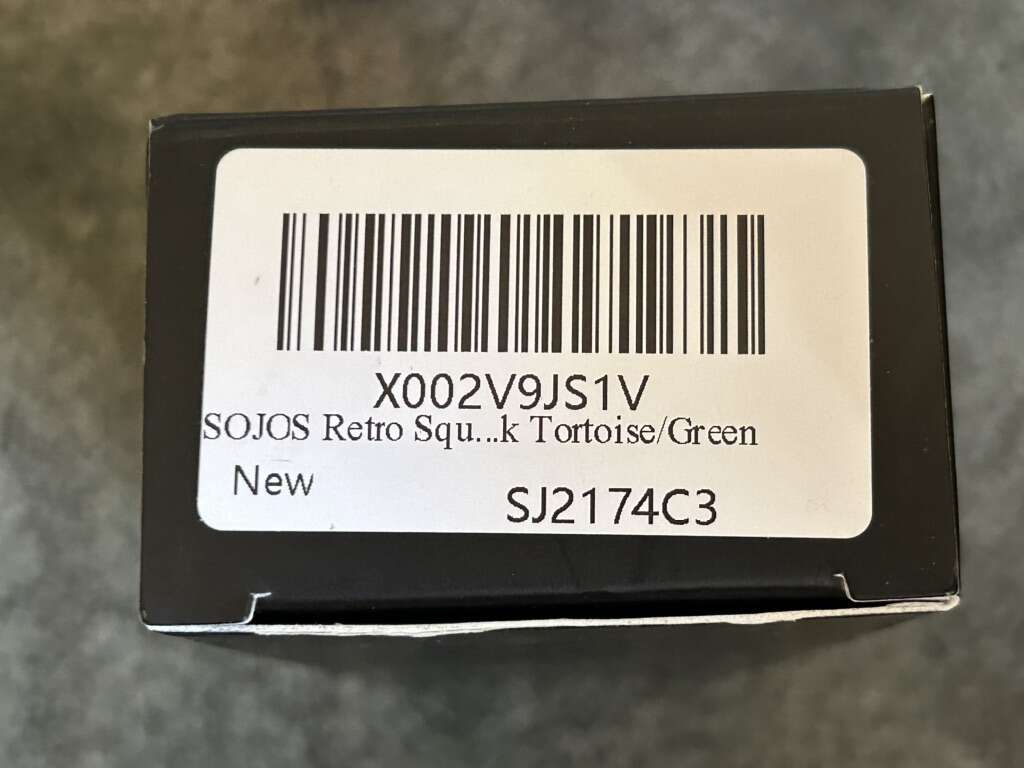 X002V9JS1V
SOJOS Retro Squ...k Tortoise/Green
New
SJ2174C3